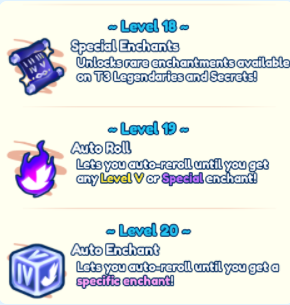 ~ Level 18 ~
Special Enchants
Unlocks rare enchantments available
on T3 Legendaries and Secrets!
~ Level 19 ~
Auto Roll
Lets you auto-reroll until you get
any Level V or Special enchant!
~ Level 20 ~
Auto Enchant
Lets you auto-reroll until you get a
specific enchant!
IV